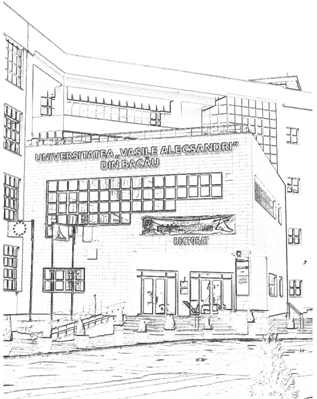 UNIVERSITATEA „VASILE ALECSANDRI"
DIN BACĂU
RECTORAT